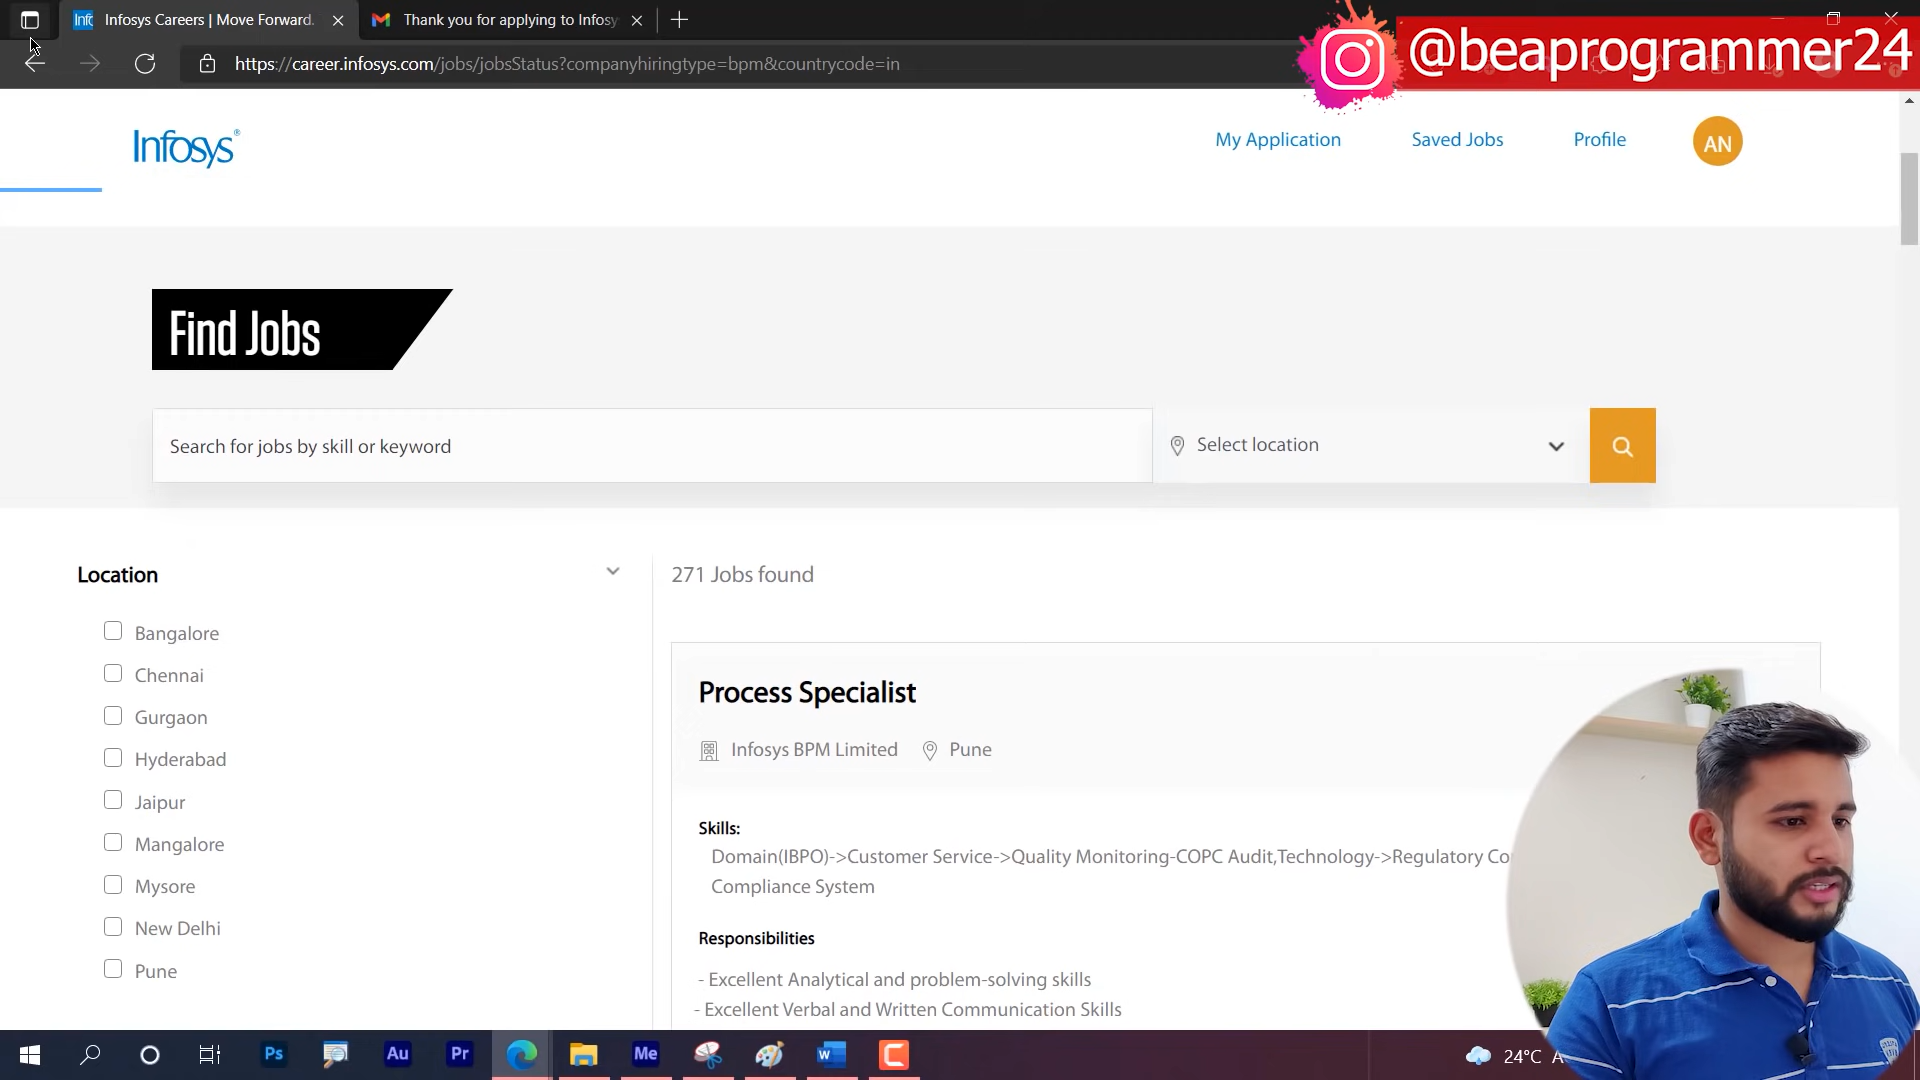 Infosys Careers | Move Forward.
Thank you for applying to Infosy
https://career.infosys.com/jobs/jobsStatus?companyhiringtype=bpm&countrycode=in
@beaprogrammer24
Infosys®
My Application
Saved Jobs
Profile
AN
Find Jobs
Search for jobs by skill or keyword
Select location
Location
271 Jobs found
Bangalore
Chennai
Gurgaon
Hyderabad
Jaipur
Mangalore
Mysore
New Delhi
Pune
Process Specialist
Infosys BPM Limited
Pune
Skills:
Domain(IBPO)->Customer Service->Quality Monitoring-COPC Audit,Technology->Regulatory Co
Compliance System
Responsibilities
- Excellent Analytical and problem-solving skills
- Excellent Verbal and Written Communication Skills
Ps
Au
Pr
Me
W
C
24°C A